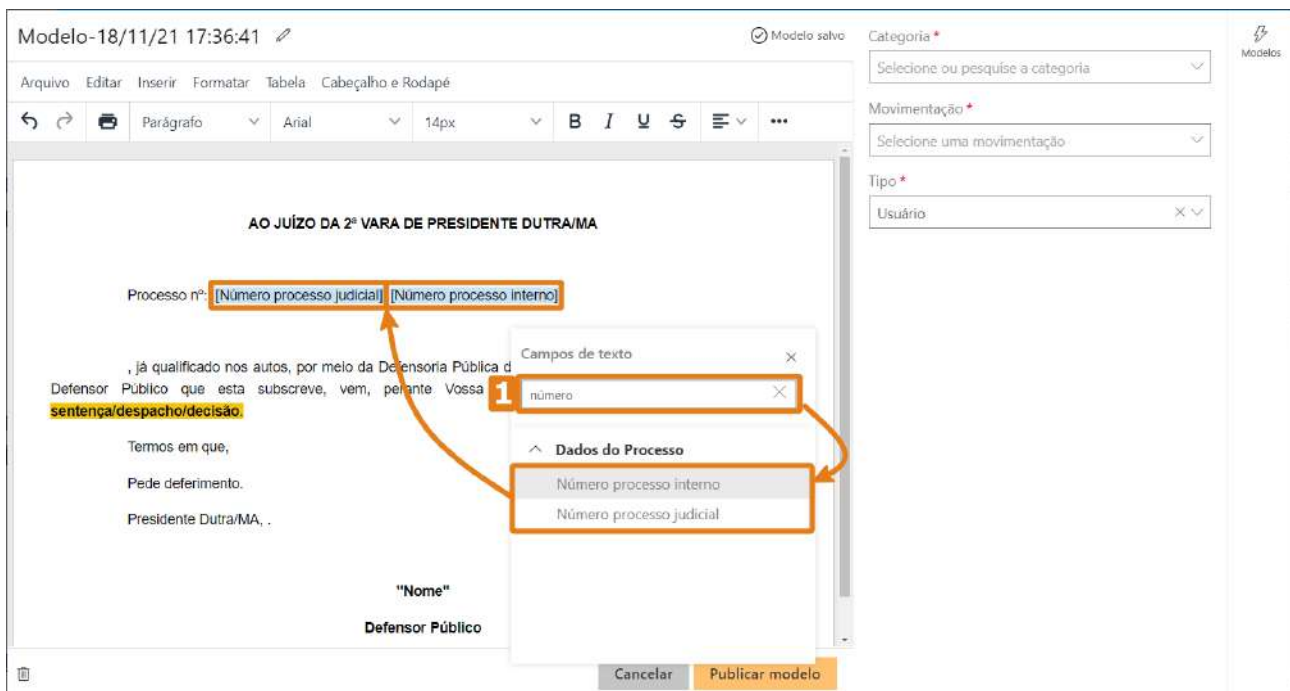 Modelo-18/11/21 17:36:41
Modelo salvo
Arquivo Editar Inserir Formatar Tabela Cabeçalho e Rodapé
Parágrafo Arial 14px B I U S •••
AO JUÍZO DA 2ª VARA DE PRESIDENTE DUTRA/MA
Processo nº: [Número processo judicial] [Número processo interno]
, já qualificado nos autos, por meio da Defensoria Pública d
Defensor Público que esta subscreve, vem, perante Vossa
sentença/despacho/decisão.
Termos em que,
Pede deferimento.
Presidente Dutra/MA, .
"Nome"
Defensor Público
Campos de texto
1 número
Dados do Processo
Número processo interno
Número processo judicial
Cancelar Publicar modelo
Categoria *
Selecione ou pesquise a categoria
Movimentação *
Selecione uma movimentação
Tipo *
Usuário
Modelos